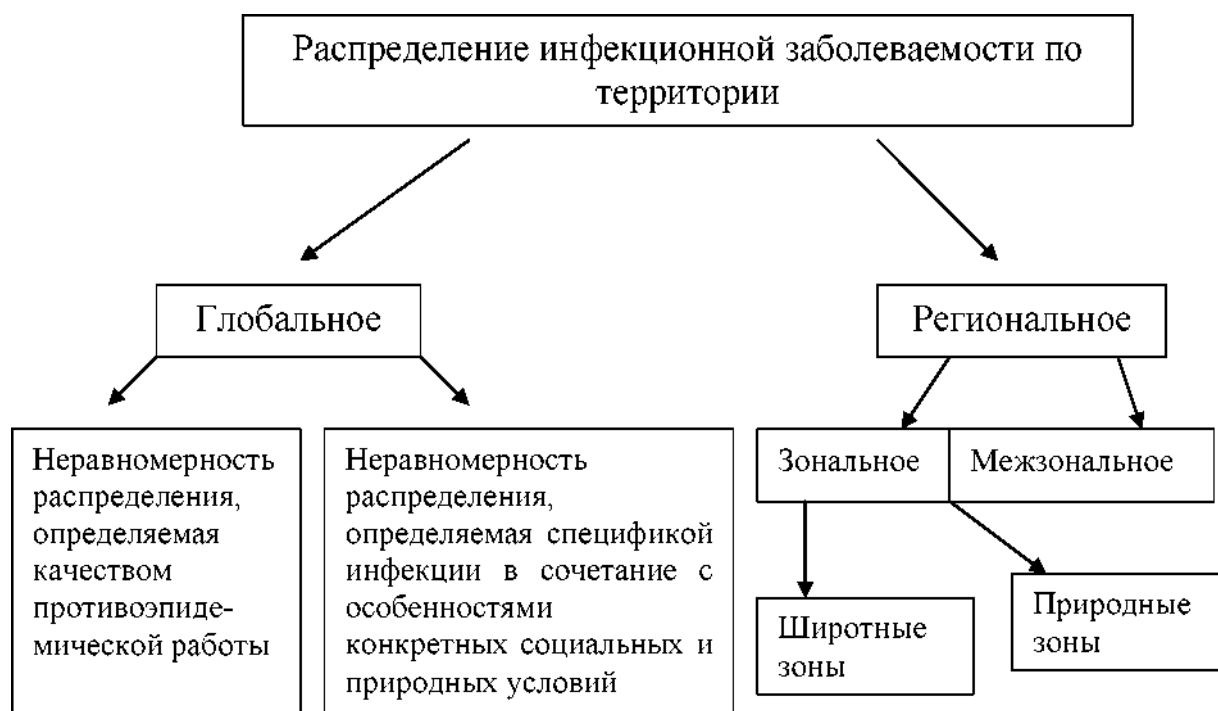 Распределение инфекционной заболеваемости по
территории
Глобальное
Региональное
Неравномерность
распределения,
определяемая
качеством
противоэпиде-
мической работы
Неравномерность
распределения,
определяемая спецификой
инфекции в сочетание с
особенностями
конкретных социальных и
природных условий
Зональное
Межзональное
Широтные
зоны
Природные
зоны